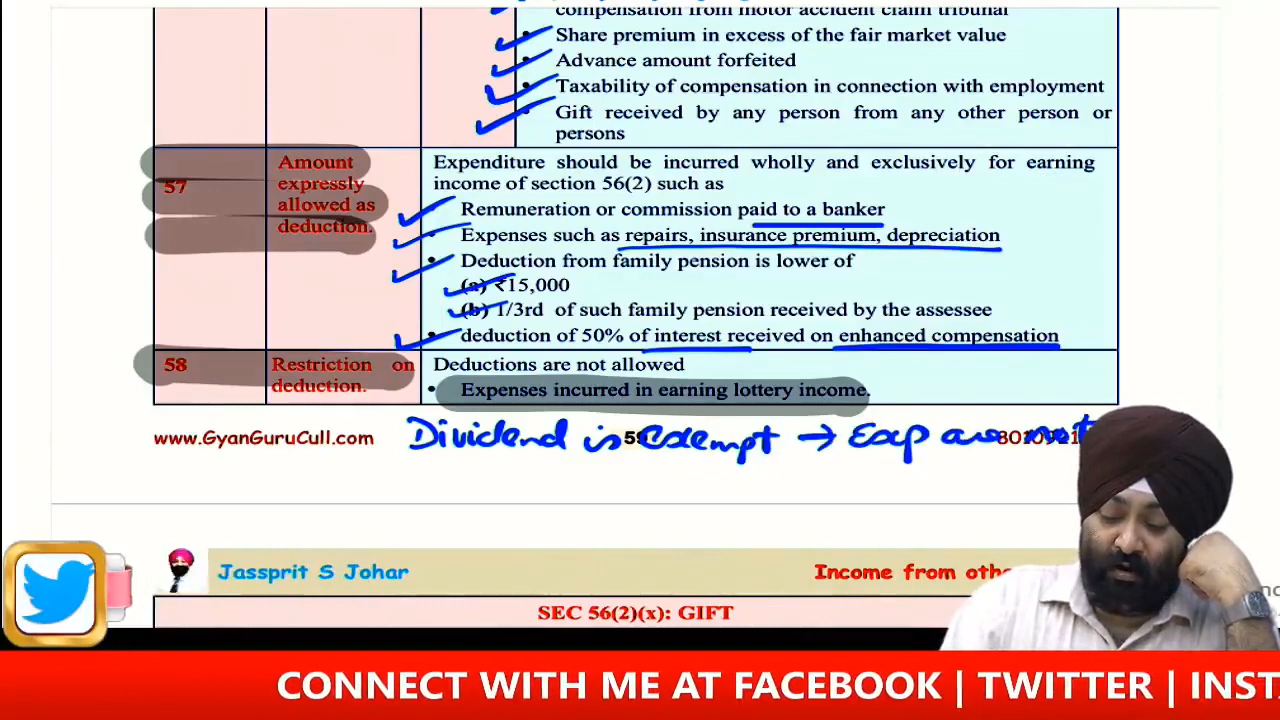 compensation from motor accident claim tribunal
• Share premium in excess of the fair market value
• Advance amount forfeited
• Taxability of compensation in connection with employment
• Gift received by any person from any other person or
persons
57
Amount
expressly
allowed as
deduction.
Expenditure should be incurred wholly and exclusively for earning
income of section 56(2) such as
• Remuneration or commission paid to a banker
• Expenses such as repairs, insurance premium, depreciation
• Deduction from family pension is lower of
(a) ₹15,000
(b) 1/3rd of such family pension received by the assessee
• deduction of 50% of interest received on enhanced compensation
58
Restriction on
deduction.
Deductions are not allowed
• Expenses incurred in earning lottery income.
www.GyanGuruCull.com
59
Dividend is exempt → Exp are not
Jassprit S Johar
Income from oth
SEC 56(2)(x): GIFT
CONNECT WITH ME AT FACEBOOK | TWITTER | INST